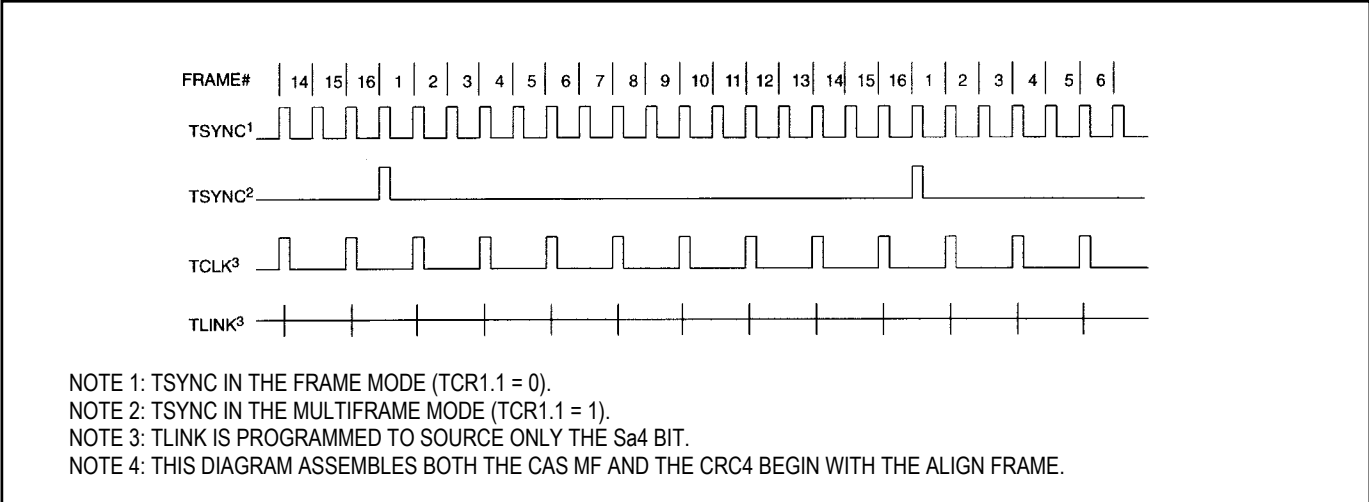 FRAME# 14 15 16 1 2 3 4 5 6 7 8 9 10 11 12 13 14 15 16 1 2 3 4 5 6
TSYNC¹
TSYNC²
TCLK³
TLINK³
NOTE 1: TSYNC IN THE FRAME MODE (TCR1.1 = 0).
NOTE 2: TSYNC IN THE MULTIFRAME MODE (TCR1.1 = 1).
NOTE 3: TLINK IS PROGRAMMED TO SOURCE ONLY THE Sa4 BIT.
NOTE 4: THIS DIAGRAM ASSEMBLES BOTH THE CAS MF AND THE CRC4 BEGIN WITH THE ALIGN FRAME.